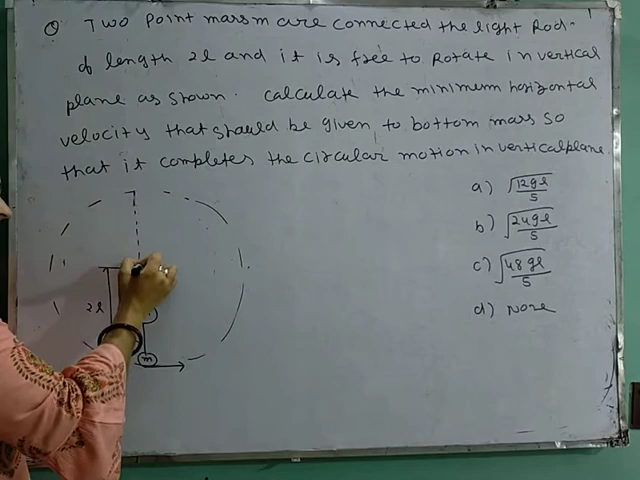 Q Two point mass m are connected the light Rod
of length 2l and it is free to Rotate in vertical
plane as shown. Calculate the minimum horizontal
velocity that should be given to bottom mass so
that it completes the circular motion in vertical plane
a) √12gl/5
b) √24gl/5
c) √48gl/5
d) None
2l
m